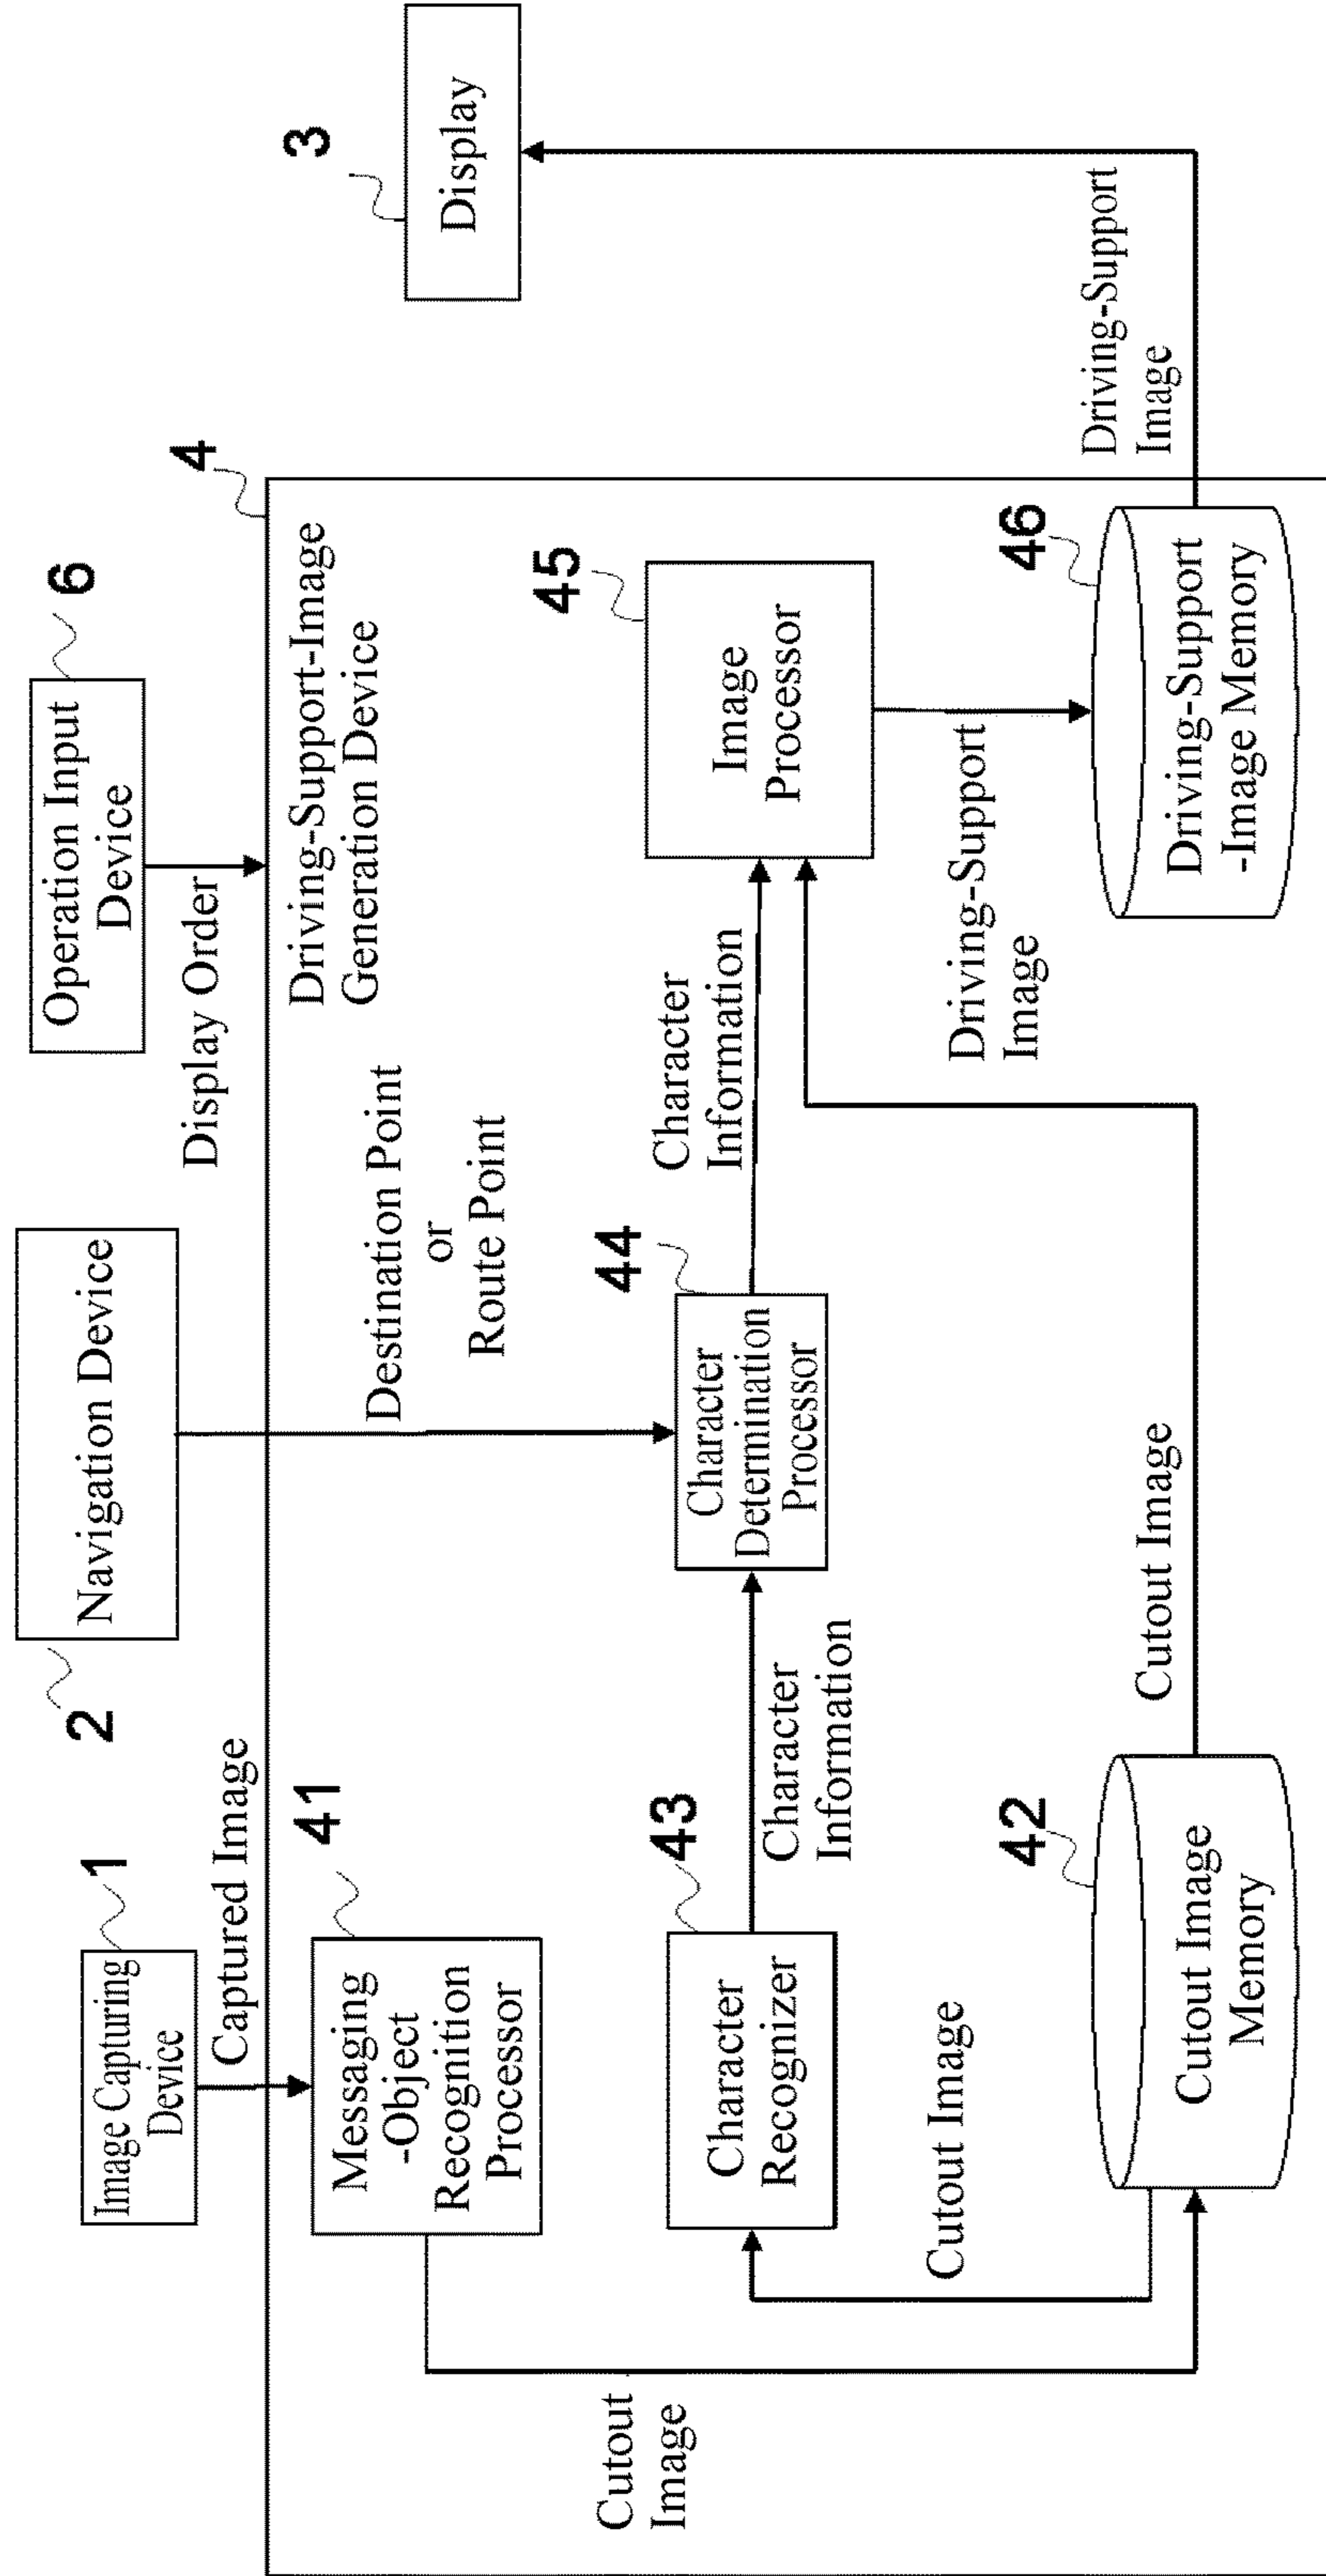 1
Image Capturing
Device
Captured Image
2
Navigation Device
6
Operation Input
Device
Display Order
3
Display
4
Driving-Support-Image
Generation Device
Destination Point
or
Route Point
41
Messaging
-Object
Recognition
Processor
Cutout
Image
43
Character
Recognizer
Character
Information
44
Character
Determination
Processor
Character
Information
45
Image
Processor
Driving-Support
Image
Cutout Image
42
Cutout Image
Memory
Cutout Image
46
Driving-Support
-Image Memory
Driving-Support
Image